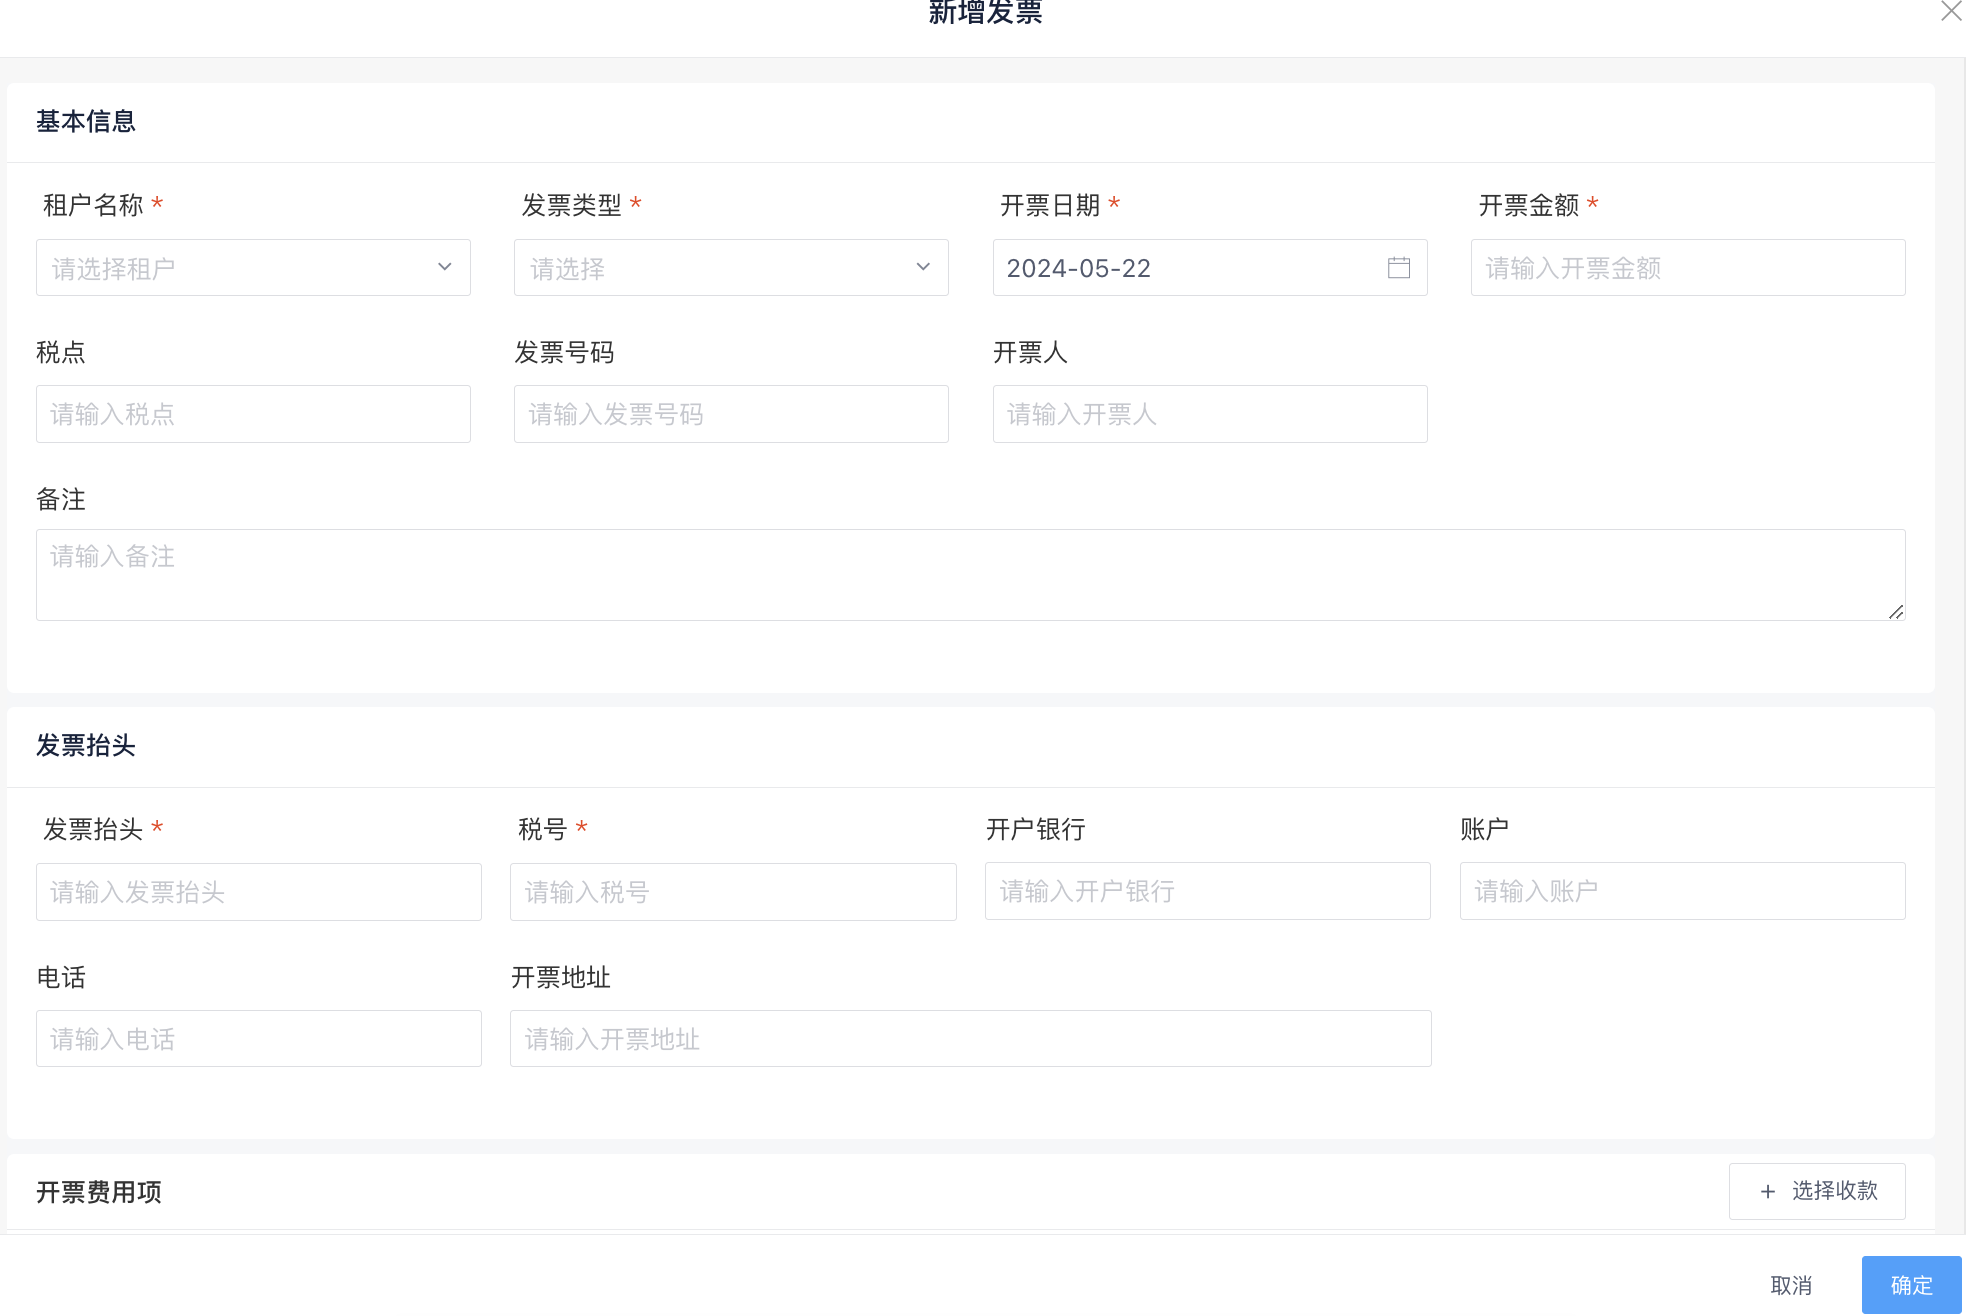 新增发票
基本信息
租户名称 * 发票类型 * 开票日期 * 开票金额 *
请选择租户 请选择 2024-05-22 请输入开票金额
税点 发票号码 开票人
请输入税点 请输入发票号码 请输入开票人
备注
请输入备注
发票抬头
发票抬头 * 税号 * 开户银行 账户
请输入发票抬头 请输入税号 请输入开户银行 请输入账户
电话 开票地址
请输入电话 请输入开票地址
开票费用项 + 选择收款
取消 确定